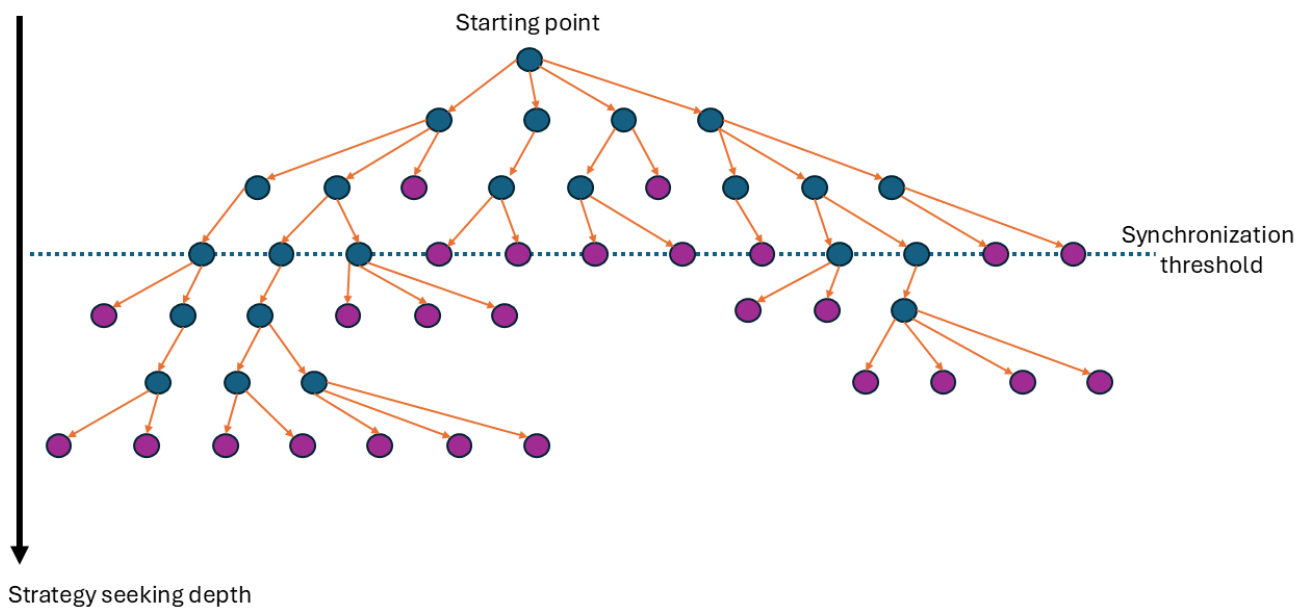 Starting point
Synchronization
threshold
Strategy seeking depth